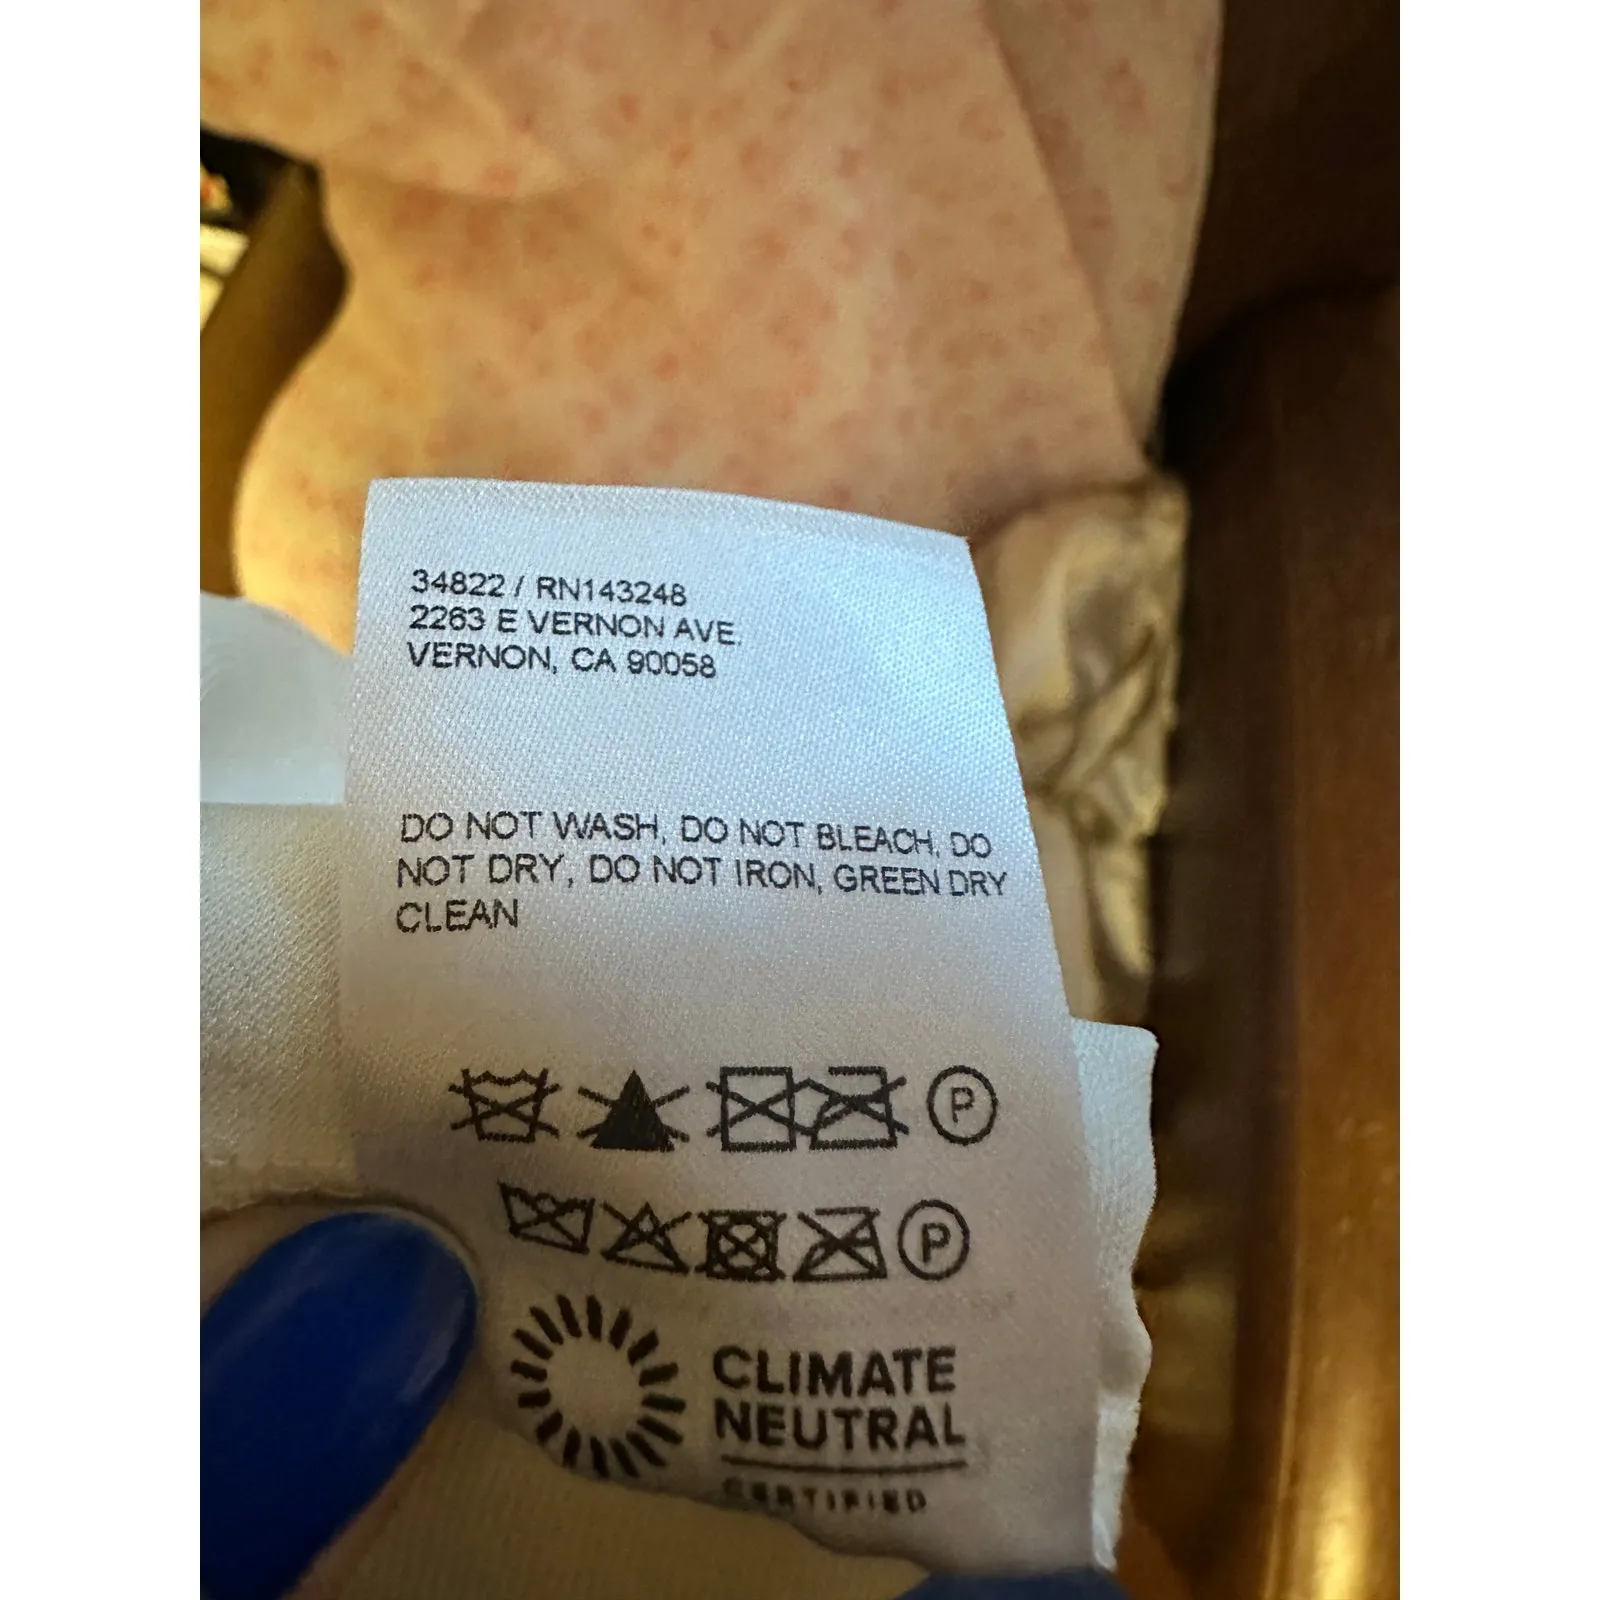 34822 / RN143248
2263 E VERNON AVE.
VERNON, CA 90058
DO NOT WASH, DO NOT BLEACH, DO
NOT DRY, DO NOT IRON, GREEN DRY
CLEAN
P
P
CLIMATE
NEUTRAL
CERTIFIED